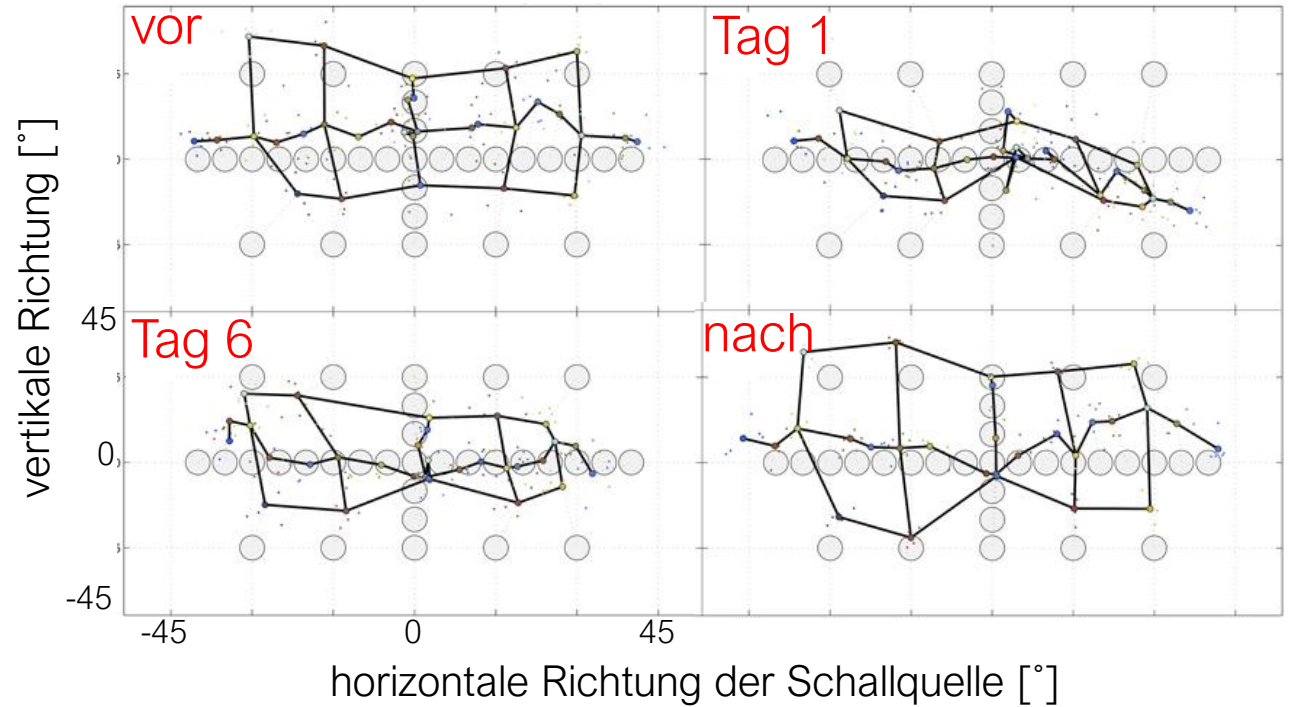 vor
Tag 1
Tag 6
nach
vertikale Richtung [°]
45
0
-45
-45
0
45
horizontale Richtung der Schallquelle [°]